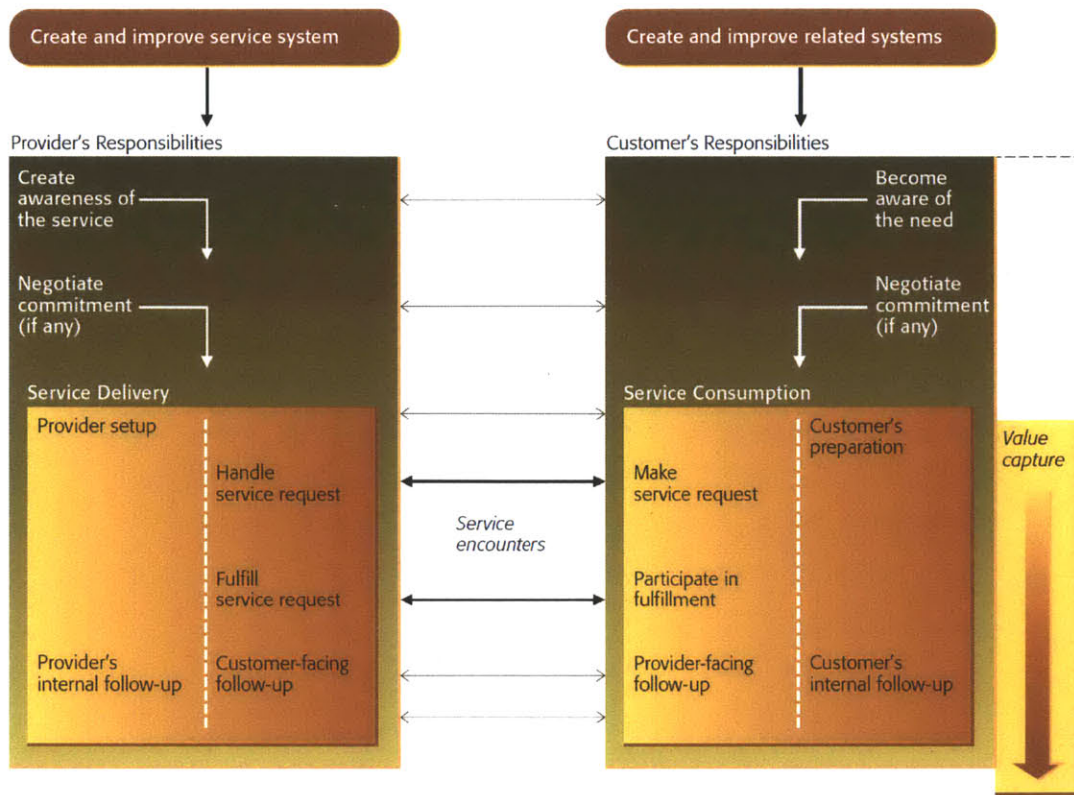 Create and improve service system
Create and improve related systems
Provider's Responsibilities
Customer's Responsibilities
Create
awareness of
the service
Become
aware of
the need
Negotiate
commitment
(if any)
Negotiate
commitment
(if any)
Service Delivery
Service Consumption
Provider setup
Customer's
preparation
Value
capture
Handle
service request
Make
service request
Service
encounters
Fulfill
service request
Participate in
fulfillment
Provider's
internal follow-up
Customer-facing
follow-up
Provider-facing
follow-up
Customer's
internal follow-up